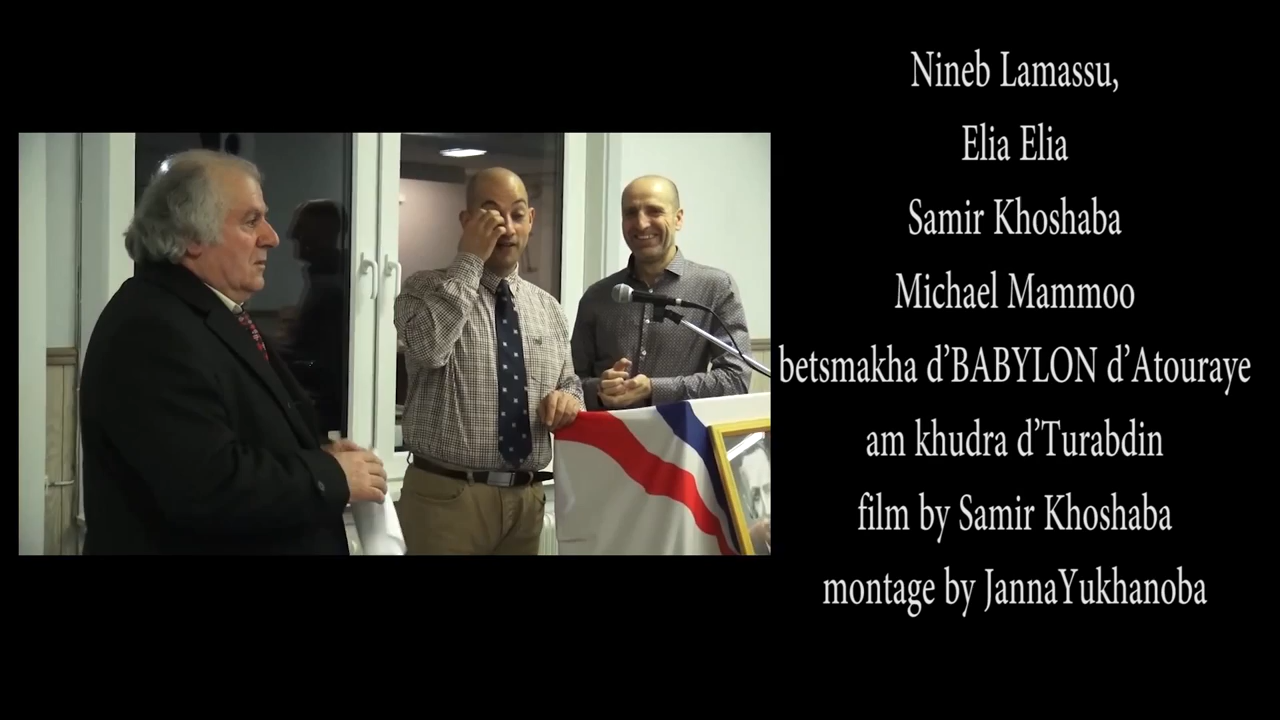 Nineb Lamassu,
Elia Elia
Samir Khoshaba
Michael Mammoo
betsmakha d’BABYLON d’Atouraye
am khudra d’Turabdin
film by Samir Khoshaba
montage by JannaYukhanoba